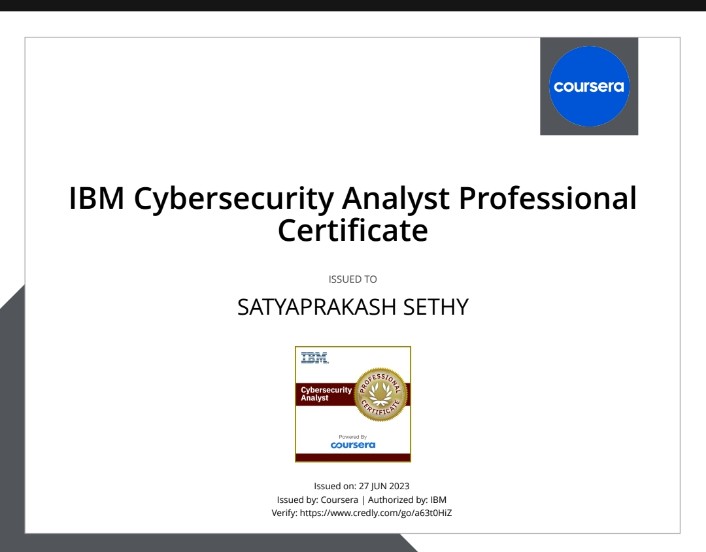 coursera
IBM Cybersecurity Analyst Professional
Certificate
ISSUED TO
SATYAPRAKASH SETHY
IBM
Cybersecurity
Analyst
PROFESSIONAL
CERTIFICATE
Powered By
coursera
Issued on: 27 JUN 2023
Issued by: Coursera | Authorized by: IBM
Verify: https://www.credly.com/go/a63t0HiZ